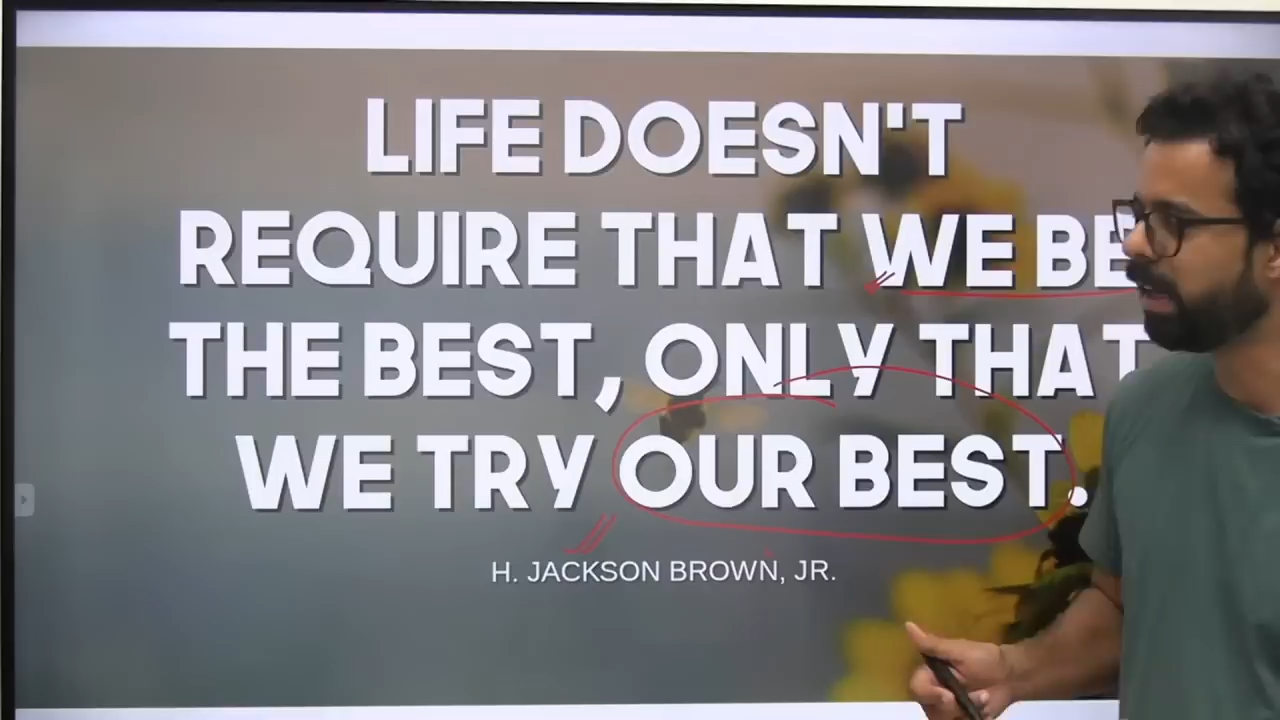 LIFE DOESN'T
REQUIRE THAT WE BE
THE BEST, ONLY THAT
WE TRY OUR BEST.
H. JACKSON BROWN, JR.